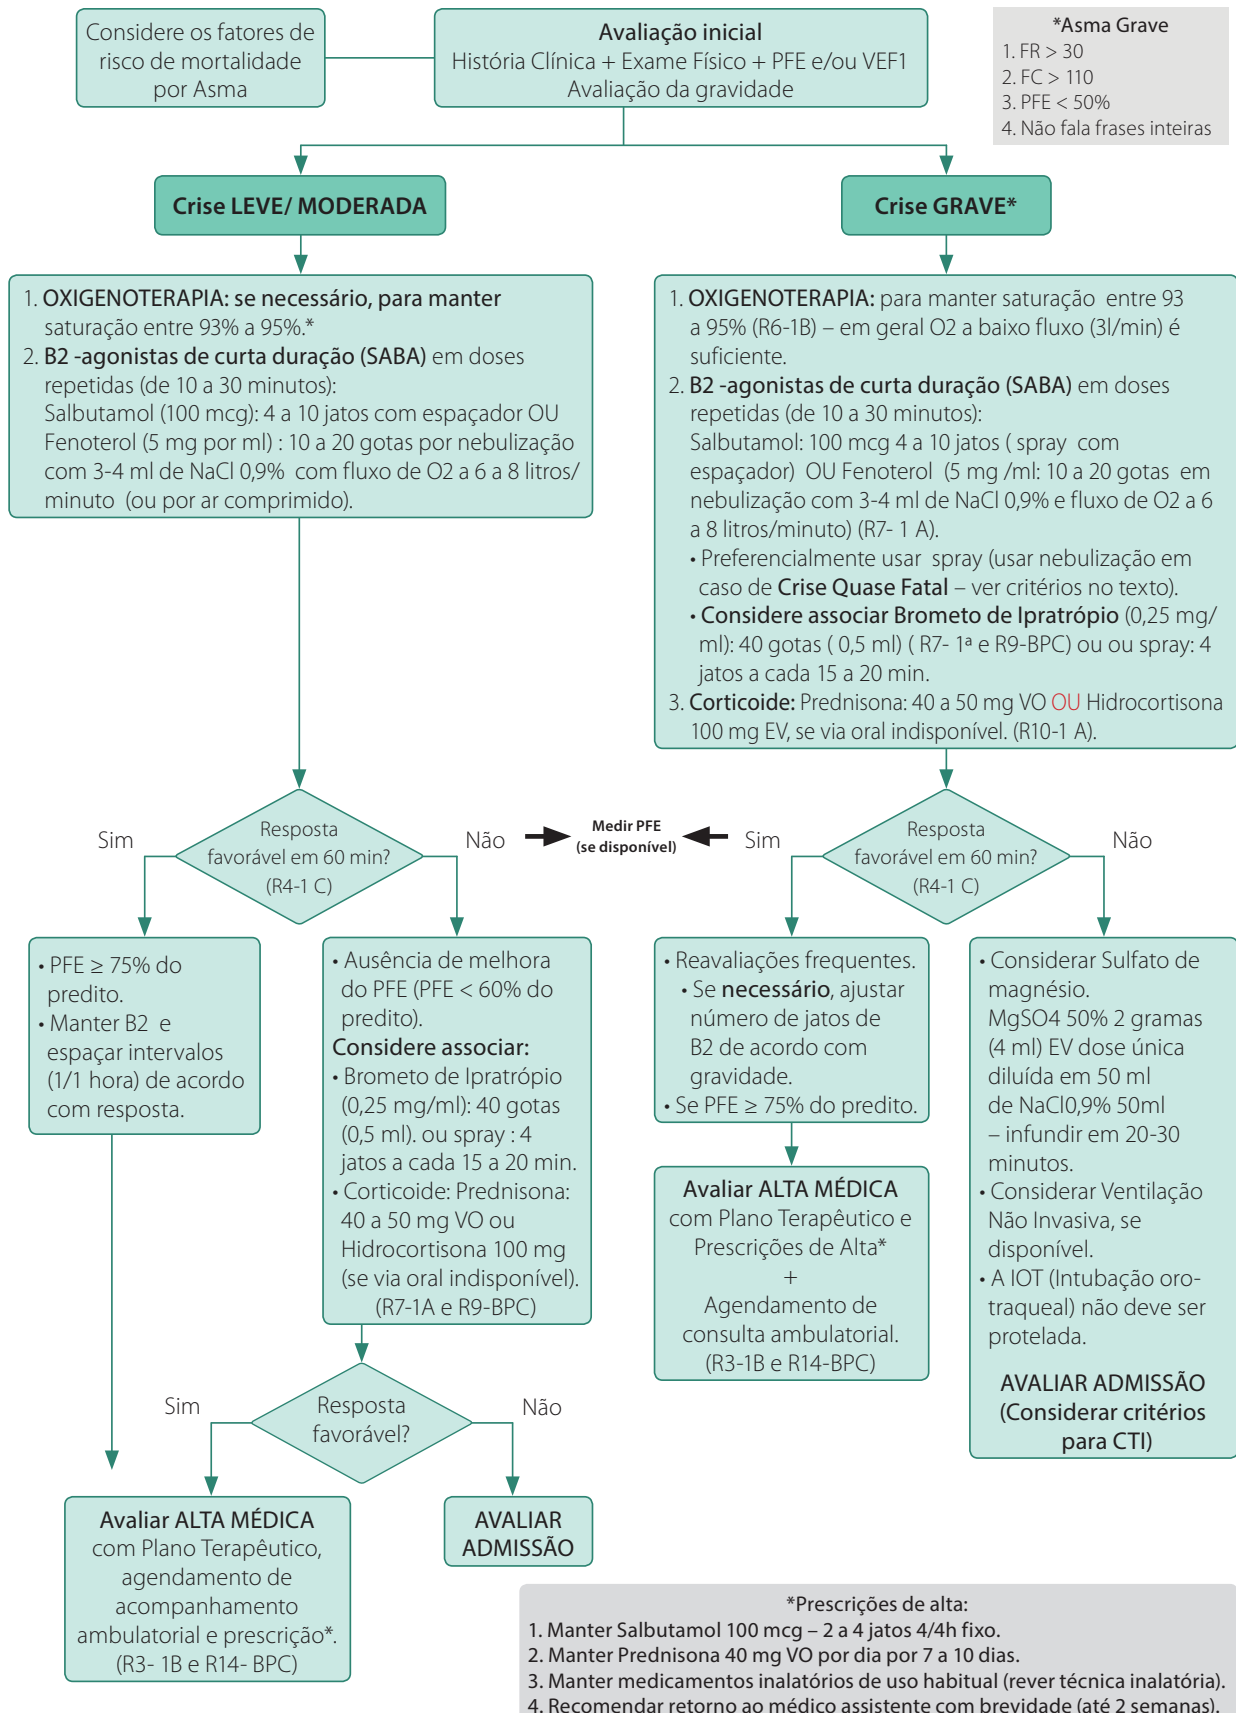 Considere os fatores de
risco de mortalidade
por Asma
Avaliação inicial
História Clínica + Exame Físico + PFE e/ou VEF1
Avaliação da gravidade
*Asma Grave
1. FR > 30
2. FC > 110
3. PFE < 50%
4. Não fala frases inteiras
Crise LEVE/ MODERADA
Crise GRAVE*
1. OXIGENOTERAPIA: se necessário, para manter
saturação entre 93% a 95%.*
2. B2 -agonistas de curta duração (SABA) em doses
repetidas (de 10 a 30 minutos):
Salbutamol (100 mcg): 4 a 10 jatos com espaçador OU
Fenoterol (5 mg por ml) : 10 a 20 gotas por nebulização
com 3-4 ml de NaCl 0,9% com fluxo de O2 a 6 a 8 litros/
minuto (ou por ar comprimido).
1. OXIGENOTERAPIA: para manter saturação entre 93
a 95% (R6-1B) – em geral O2 a baixo fluxo (3l/min) é
suficiente.
2. B2 -agonistas de curta duração (SABA) em doses
repetidas (de 10 a 30 minutos):
Salbutamol: 100 mcg 4 a 10 jatos ( spray com
espaçador) OU Fenoterol (5 mg /ml: 10 a 20 gotas em
nebulização com 3-4 ml de NaCl 0,9% e fluxo de O2 a 6
a 8 litros/minuto) (R7- 1 A).
• Preferencialmente usar spray (usar nebulização em
caso de Crise Quase Fatal – ver critérios no texto).
• Considere associar Brometo de Ipratrópio (0,25 mg/
ml): 40 gotas ( 0,5 ml) ( R7- 1ª e R9-BPC) ou ou spray: 4
jatos a cada 15 a 20 min.
3. Corticoide: Prednisona: 40 a 50 mg VO OU Hidrocortisona
100 mg EV, se via oral indisponível. (R10-1 A).
Sim
Resposta
favorável em 60 min?
(R4-1 C)
Não
Medir PFE
(se disponível)
Sim
Resposta
favorável em 60 min?
(R4-1 C)
Não
• PFE ≥ 75% do
predito.
• Manter B2 e
espaçar intervalos
(1/1 hora) de acordo
com resposta.
• Ausência de melhora
do PFE (PFE < 60% do
predito).
Considere associar:
• Brometo de Ipratrópio
(0,25 mg/ml): 40 gotas
(0,5 ml). ou spray : 4
jatos a cada 15 a 20 min.
• Corticoide: Prednisona:
40 a 50 mg VO ou
Hidrocortisona 100 mg
(se via oral indisponível).
(R7-1A e R9-BPC)
• Reavaliações frequentes.
• Se necessário, ajustar
número de jatos de
B2 de acordo com
gravidade.
• Se PFE ≥ 75% do predito.
Avaliar ALTA MÉDICA
com Plano Terapêutico e
Prescrições de Alta*
+
Agendamento de
consulta ambulatorial.
(R3-1B e R14-BPC)
• Considerar Sulfato de
magnésio.
MgSO4 50% 2 gramas
(4 ml) EV dose única
diluída em 50 ml
de NaCl0,9% 50ml
– infundir em 20-30
minutos.
• Considerar Ventilação
Não Invasiva, se
disponível.
• A IOT (Intubação oro-
traqueal) não deve ser
protelada.
AVALIAR ADMISSÃO
(Considerar critérios
para CTI)
Sim
Resposta
favorável?
Não
Avaliar ALTA MÉDICA
com Plano Terapêutico,
agendamento de
acompanhamento
ambulatorial e prescrição*.
(R3- 1B e R14- BPC)
AVALIAR
ADMISSÃO
*Prescrições de alta:
1. Manter Salbutamol 100 mcg – 2 a 4 jatos 4/4h fixo.
2. Manter Prednisona 40 mg VO por dia por 7 a 10 dias.
3. Manter medicamentos inalatórios de uso habitual (rever técnica inalatória).
4. Recomendar retorno ao médico assistente com brevidade (até 2 semanas).